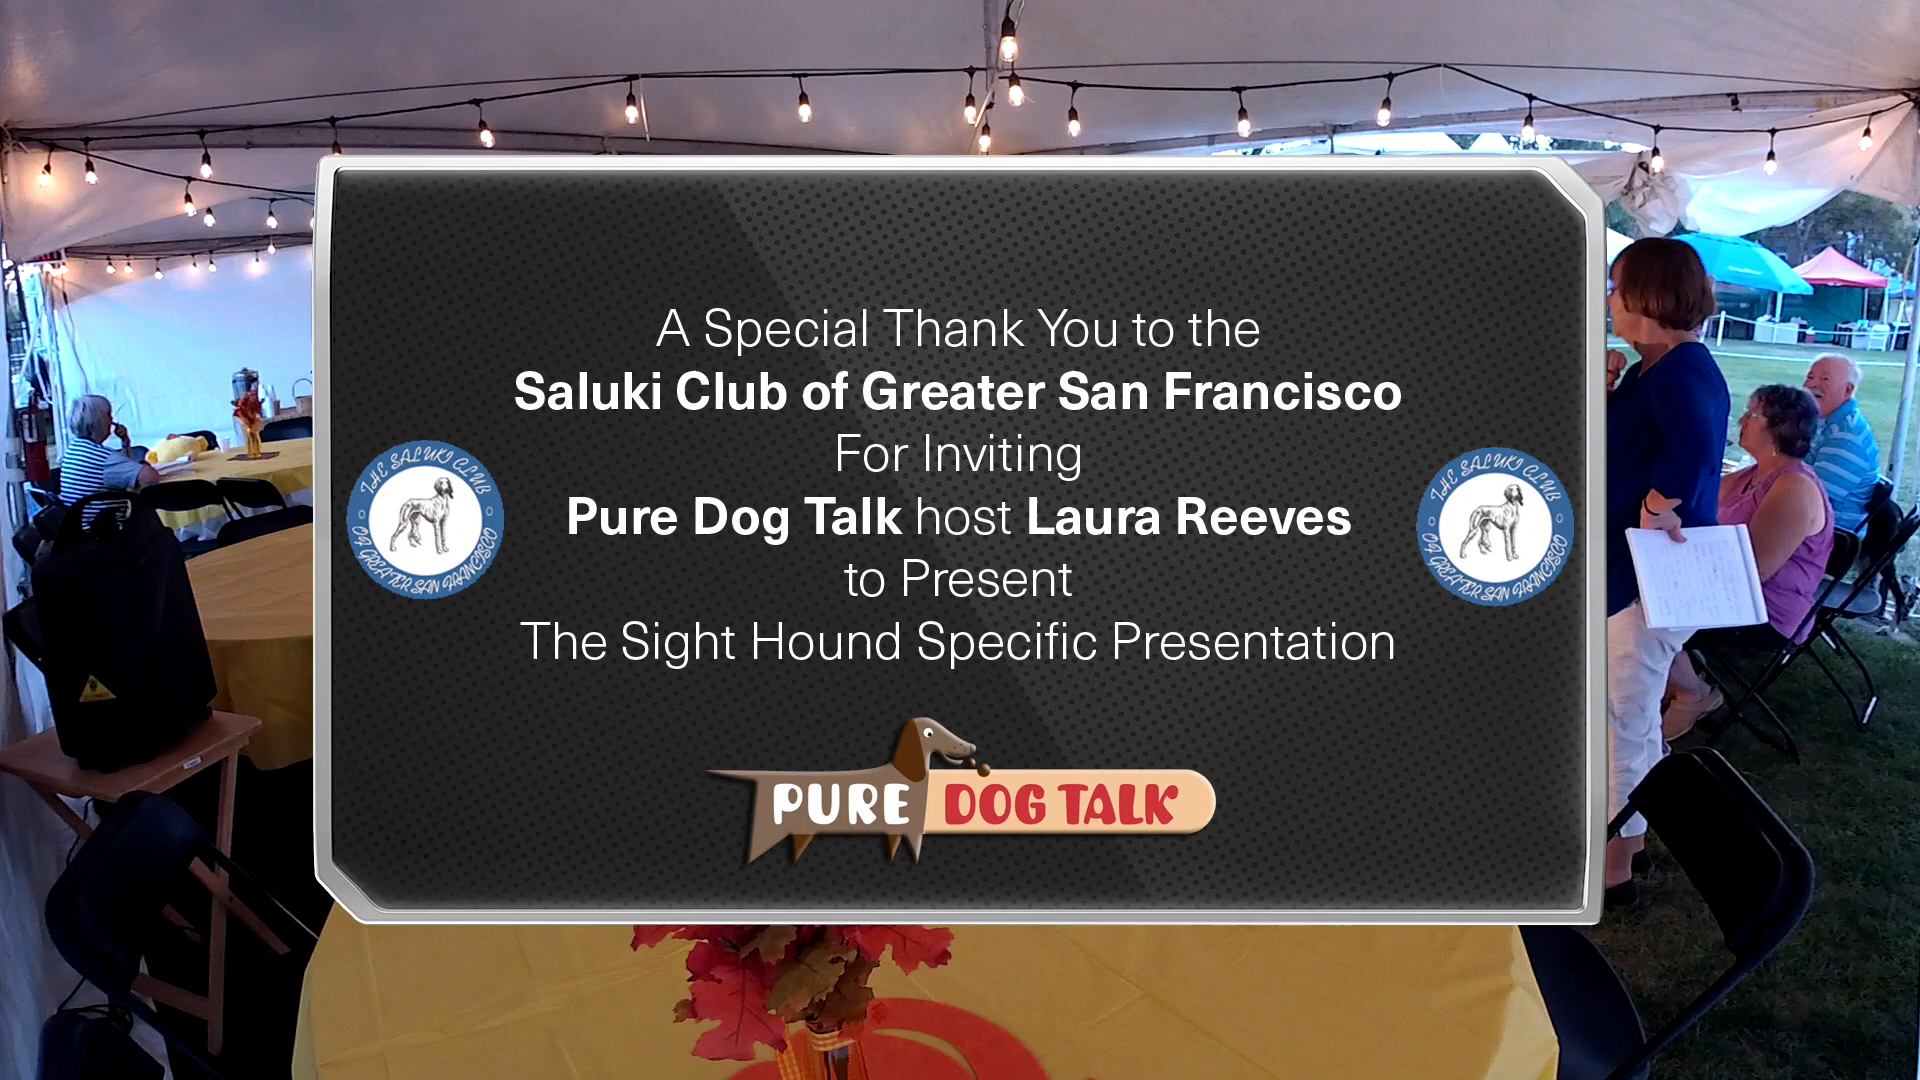 A Special Thank You to the
Saluki Club of Greater San Francisco
For Inviting
Pure Dog Talk host Laura Reeves
to Present
The Sight Hound Specific Presentation
THE SALUKI CLUB
OF GREATER SAN FRANCISCO
THE SALUKI CLUB
OF GREATER SAN FRANCISCO
PURE DOG TALK